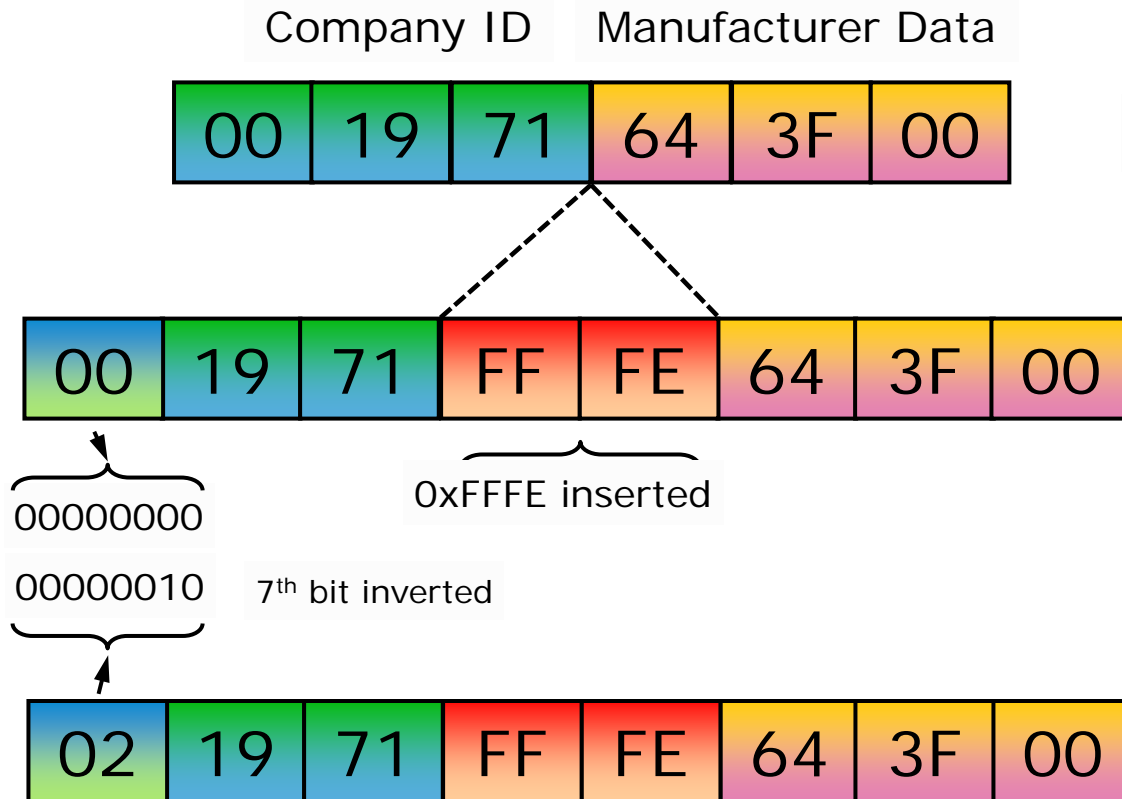 Company ID Manufacturer Data
00 19 71 64 3F 00
00 19 71 FF FE 64 3F 00
0xFFFE inserted
00000000
00000010 7th bit inverted
02 19 71 FF FE 64 3F 00